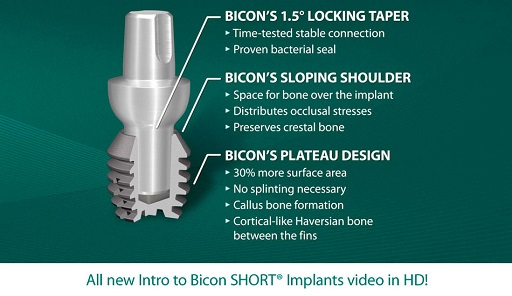 BICON'S 1.5° LOCKING TAPER
▸ Time-tested stable connection
▸ Proven bacterial seal
BICON'S SLOPING SHOULDER
▸ Space for bone over the implant
▸ Distributes occlusal stresses
▸ Preserves crestal bone
BICON'S PLATEAU DESIGN
▸ 30% more surface area
▸ No splinting necessary
▸ Callus bone formation
▸ Cortical-like Haversian bone
between the fins
All new Intro to Bicon SHORT® Implants video in HD!